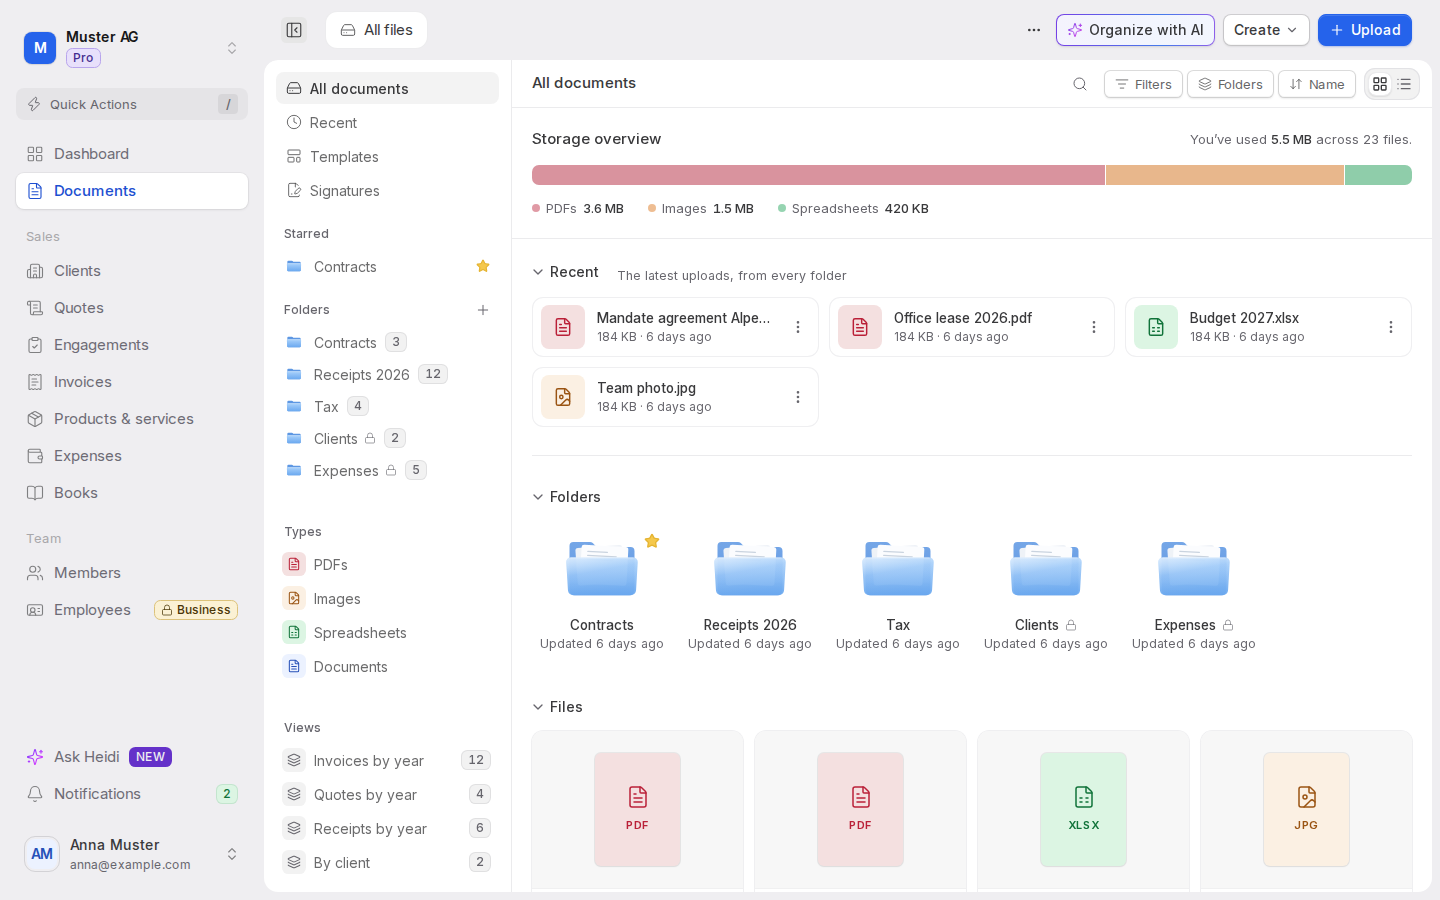 Muster AG
Pro
Quick Actions /
Dashboard
Documents
Sales
Clients
Quotes
Engagements
Invoices
Products & services
Expenses
Books
Team
Members
Employees Business
Ask Heidi NEW
Notifications 2
AM Anna Muster
anna@example.com
M
All files
Organize with AI
Create
Upload
All documents
Recent
Templates
Signatures
Starred
Contracts
Folders
Contracts 3
Receipts 2026 12
Tax 4
Clients 2
Expenses 5
Types
PDFs
Images
Spreadsheets
Documents
Views
Invoices by year 12
Quotes by year 4
Receipts by year 6
By client 2
All documents
Filters
Folders
Name
Storage overview
You’ve used 5.5 MB across 23 files.
PDFs 3.6 MB
Images 1.5 MB
Spreadsheets 420 KB
Recent
The latest uploads, from every folder
Mandate agreement Alpe…
184 KB · 6 days ago
Office lease 2026.pdf
184 KB · 6 days ago
Budget 2027.xlsx
184 KB · 6 days ago
Team photo.jpg
184 KB · 6 days ago
Folders
Contracts
Updated 6 days ago
Receipts 2026
Updated 6 days ago
Tax
Updated 6 days ago
Clients
Updated 6 days ago
Expenses
Updated 6 days ago
Files
PDF
PDF
XLSX
JPG